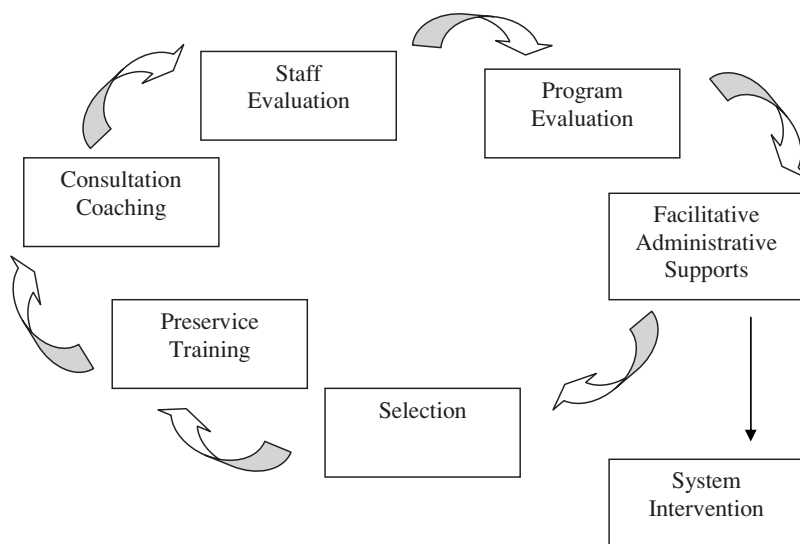 Staff
Evaluation
Program
Evaluation
Consultation
Coaching
Facilitative
Administrative
Supports
Preservice
Training
Selection
System
Intervention